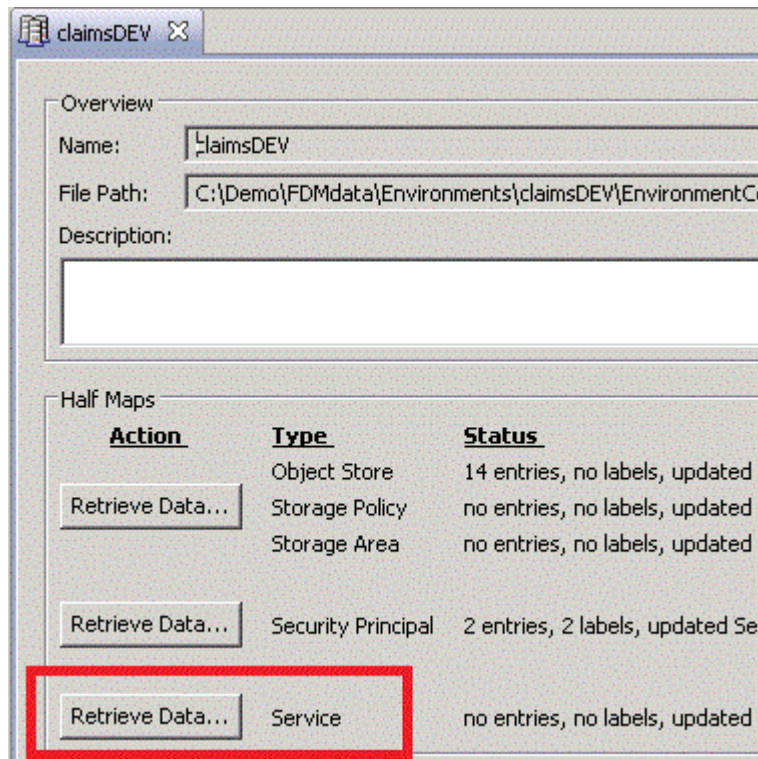 claimsDEV
Overview
Name: claimsDEV
File Path: C:\Demo\FDMdata\Environments\claimsDEV\EnvironmentCo
Description:
Half Maps
Action Type Status
Object Store 14 entries, no labels, updated
Retrieve Data... Storage Policy no entries, no labels, updated
Storage Area no entries, no labels, updated
Retrieve Data... Security Principal 2 entries, 2 labels, updated Se
Retrieve Data... Service no entries, no labels, updated